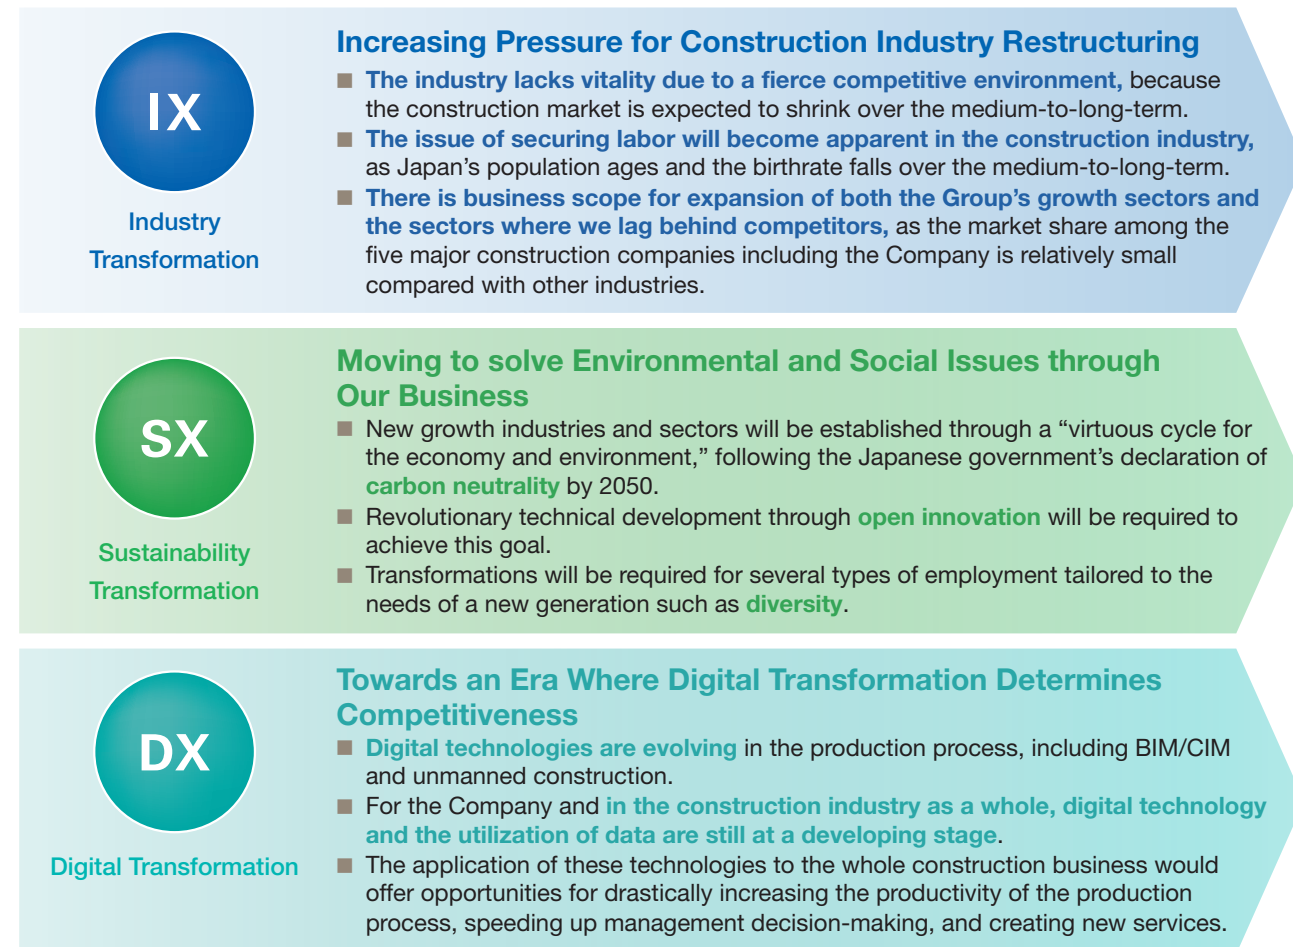 IX
Industry
Transformation
Increasing Pressure for Construction Industry Restructuring
■ The industry lacks vitality due to a fierce competitive environment, because
the construction market is expected to shrink over the medium-to-long-term.
■ The issue of securing labor will become apparent in the construction industry,
as Japan’s population ages and the birthrate falls over the medium-to-long-term.
■ There is business scope for expansion of both the Group’s growth sectors and
the sectors where we lag behind competitors, as the market share among the
five major construction companies including the Company is relatively small
compared with other industries.
SX
Sustainability
Transformation
Moving to solve Environmental and Social Issues through
Our Business
■ New growth industries and sectors will be established through a “virtuous cycle for
the economy and environment,” following the Japanese government’s declaration of
carbon neutrality by 2050.
■ Revolutionary technical development through open innovation will be required to
achieve this goal.
■ Transformations will be required for several types of employment tailored to the
needs of a new generation such as diversity.
DX
Digital Transformation
Towards an Era Where Digital Transformation Determines
Competitiveness
■ Digital technologies are evolving in the production process, including BIM/CIM
and unmanned construction.
■ For the Company and in the construction industry as a whole, digital technology
and the utilization of data are still at a developing stage.
■ The application of these technologies to the whole construction business would
offer opportunities for drastically increasing the productivity of the production
process, speeding up management decision-making, and creating new services.